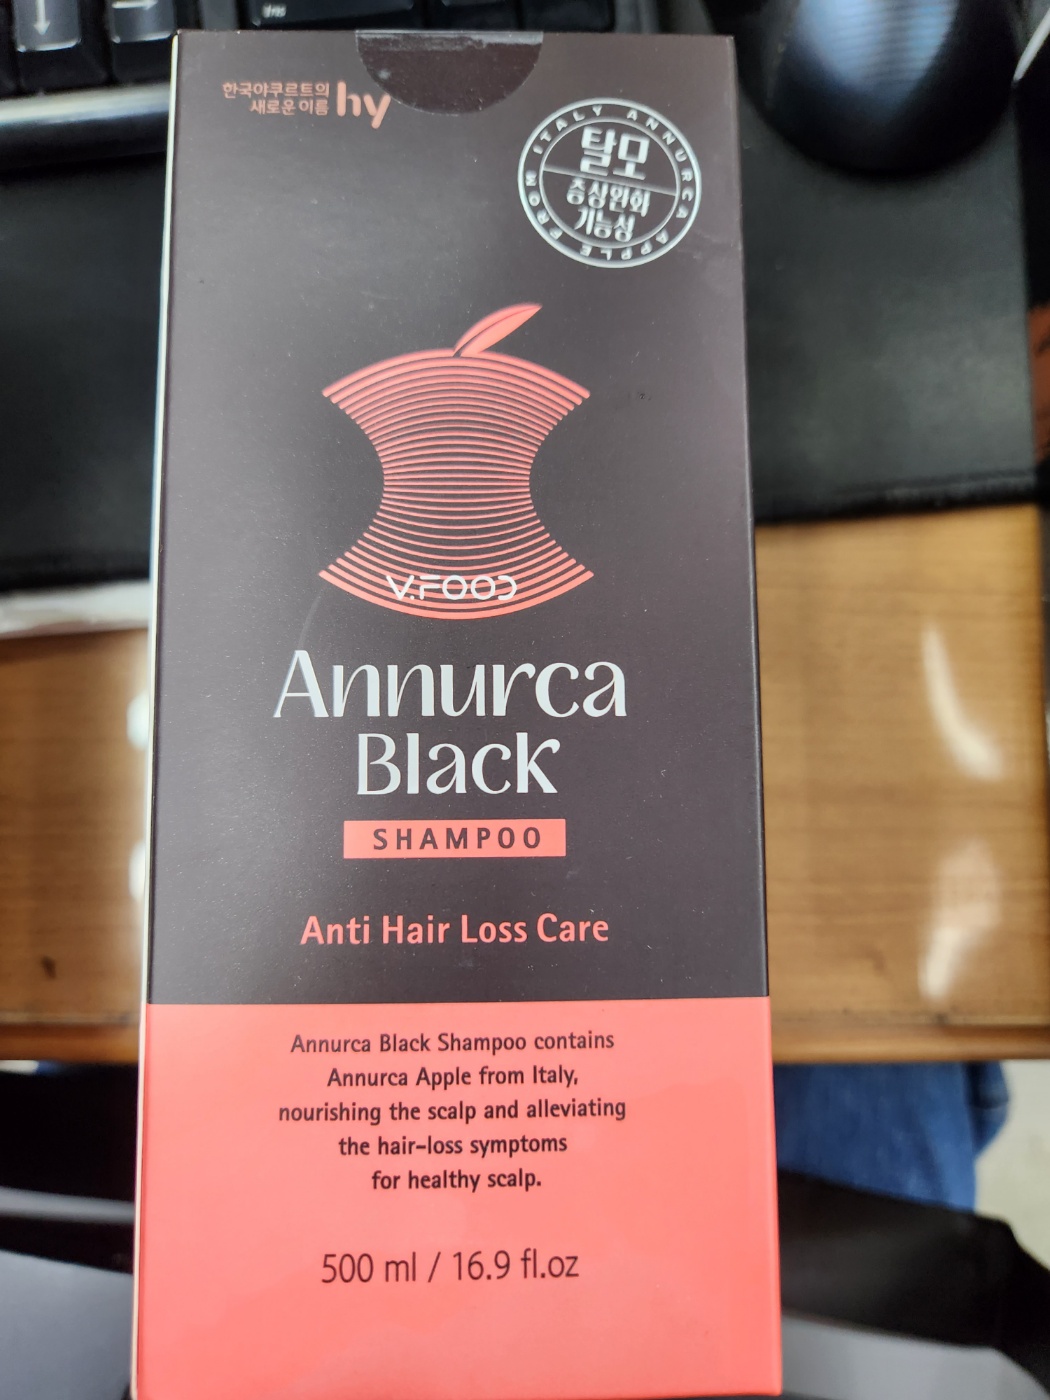 한국야쿠르트의
새로운 이름 hy
ITALY ANNURCA APPLE FROM
탈모
증상완화
기능성
V.FOOD
Annurca
Black
SHAMPOO
Anti Hair Loss Care
Annurca Black Shampoo contains
Annurca Apple from Italy,
nourishing the scalp and alleviating
the hair-loss symptoms
for healthy scalp.
500 ml / 16.9 fl.oz